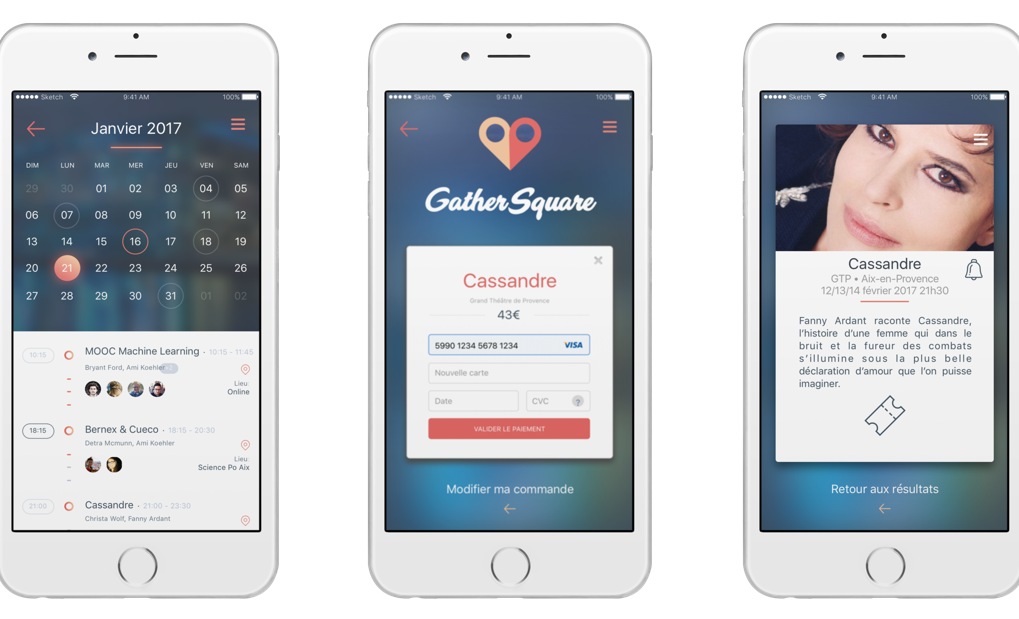 Sketch 9:41 AM 100%
Janvier 2017
DIM LUN MAR MER JEU VEN SAM
29 30 01 02 03 04 05
06 07 08 09 10 11 12
13 14 15 16 17 18 19
20 21 22 23 24 25 26
27 28 29 30 31 01 02
10:15 MOOC Machine Learning - 10:15 - 11:45
Bryant Ford, Ami Koehler
Lieu:
Online
18:15 Bernex & Cueco - 18:15 - 20:30
Detra Mcmunn, Ami Koehler
Lieu:
Science Po Aix
21:00 Cassandre - 21:00 - 23:30
Christa Wolf, Fanny Ardant
Sketch 9:41 AM 100%
GatherSquare
Cassandre
Grand Théâtre de Provence
43€
5990 1234 5678 1234 VISA
Nouvelle carte
Date CVC ?
VALIDER LE PAIEMENT
Modifier ma commande
Sketch 9:41 AM 100%
Cassandre
GTP • Aix-en-Provence
12/13/14 février 2017 21h30
Fanny Ardant raconte Cassandre,
l'histoire d'une femme qui dans le
bruit et la fureur des combats
s'illumine sous la plus belle
déclaration d'amour que l'on puisse
imaginer.
Retour aux résultats